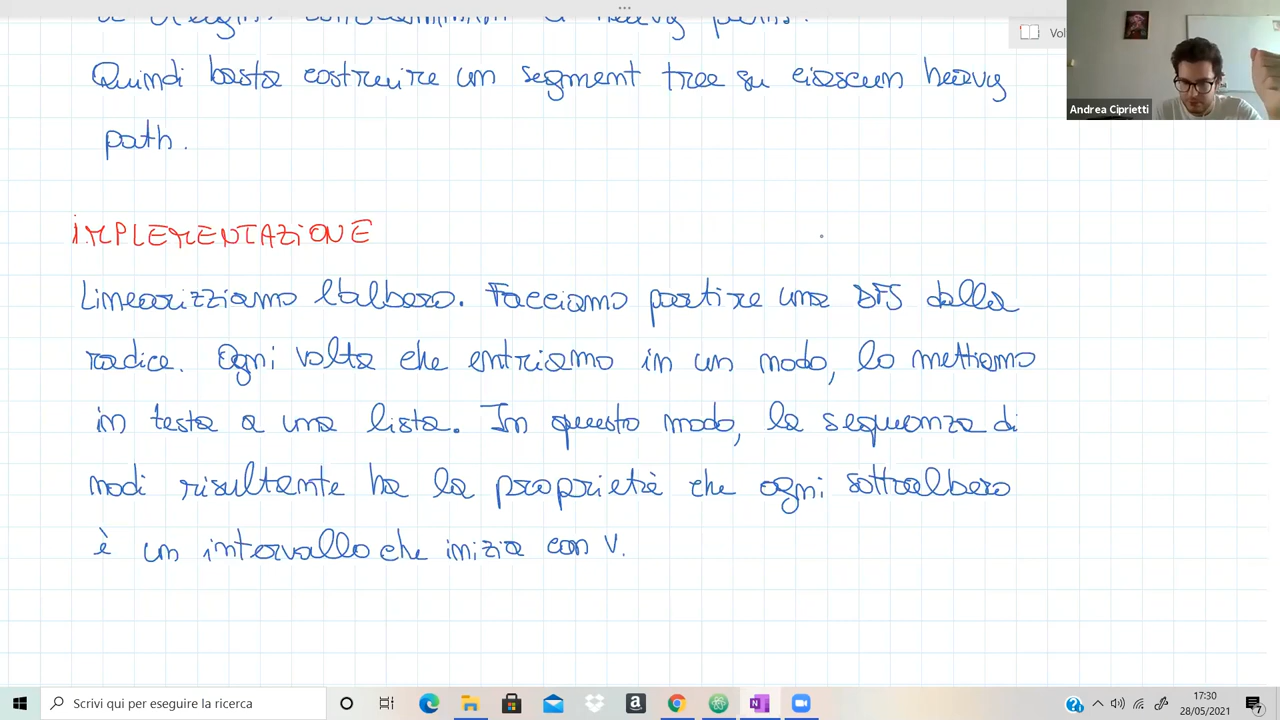 Quindi basta costruire un segment tree su ciascun heavy
path.
IMPLEMENTAZIONE
Linearizziamo l'albero. Facciamo partire una DFS dalla
radice. Ogni volta che entriamo in un nodo, lo mettiamo
in testa a una lista. In questo modo, la sequenza di
nodi risultante ha la proprietà che ogni sottoalbero
è un intervallo che inizia con v.
Vol
Andrea Ciprietti
Scrivi qui per eseguire la ricerca
17:30
28/05/2021
7